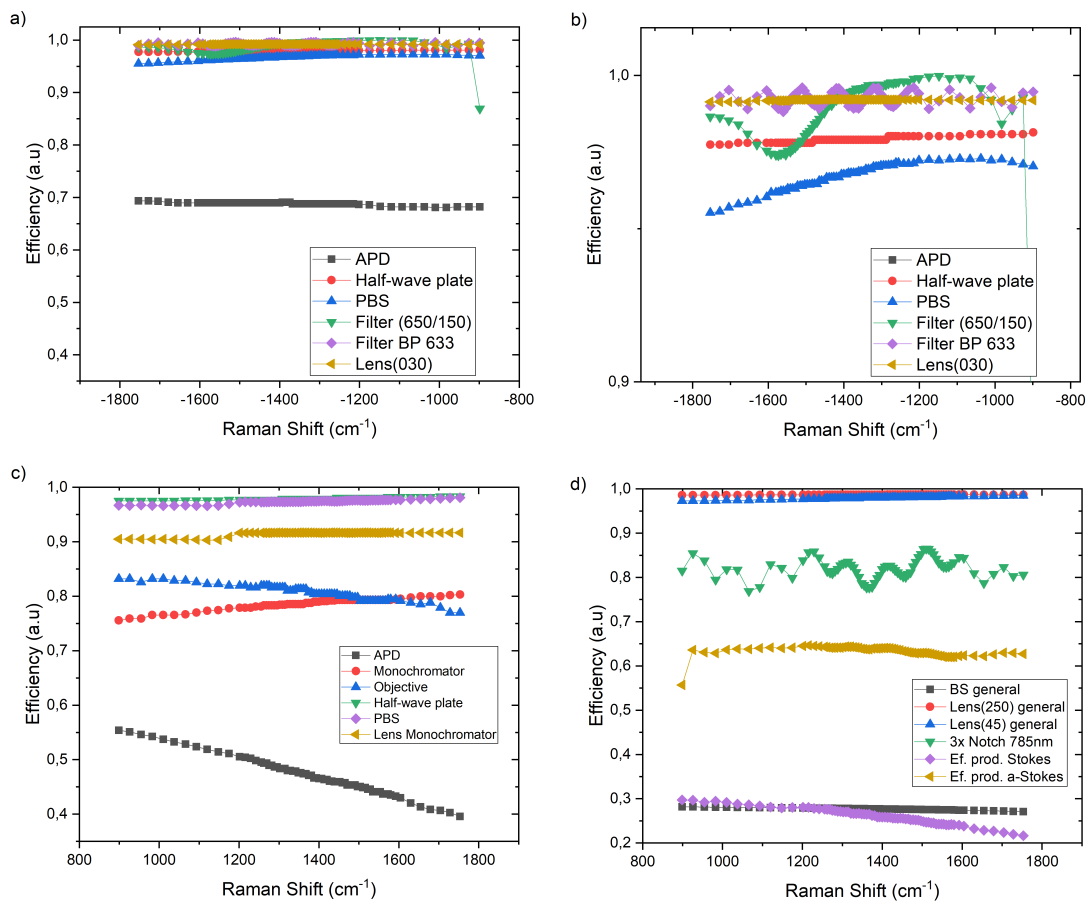 a)
1,0
0,9
0,8
0,7
0,6
0,5
0,4
Efficiency (a.u)
APD
Half-wave plate
PBS
Filter (650/150)
Filter BP 633
Lens(030)
-1800 -1600 -1400 -1200 -1000 -800
Raman Shift (cm-1)
b)
1,0
0,9
Efficiency (a.u)
APD
Half-wave plate
PBS
Filter (650/150)
Filter BP 633
Lens(030)
-1800 -1600 -1400 -1200 -1000 -800
Raman Shift (cm-1)
c)
1,0
0,9
0,8
0,7
0,6
0,5
0,4
Efficiency (a.u)
APD
Monochromator
Objective
Half-wave plate
PBS
Lens Monochromator
800 1000 1200 1400 1600 1800
Raman Shift (cm-1)
d)
1,0
0,9
0,8
0,7
0,6
0,5
0,4
0,3
0,2
Efficiency (a.u)
BS general
Lens(250) general
Lens(45) general
3x Notch 785nm
Ef. prod. Stokes
Ef. prod. a-Stokes
800 1000 1200 1400 1600 1800
Raman Shift (cm-1)